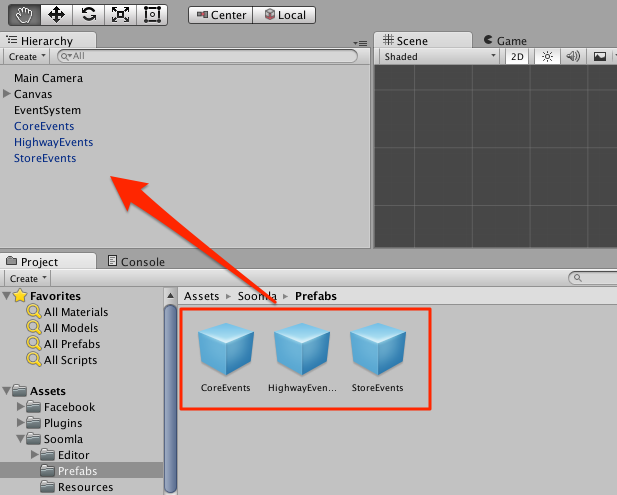 Center Local
Hierarchy
Create All
Main Camera
Canvas
EventSystem
CoreEvents
HighwayEvents
StoreEvents
Scene Game
Shaded 2D
Project Console
Create
Favorites
All Materials
All Models
All Prefabs
All Scripts
Assets
Facebook
Plugins
Soomla
Editor
Prefabs
Resources
Assets Soomla Prefabs
CoreEvents HighwayEven... StoreEvents